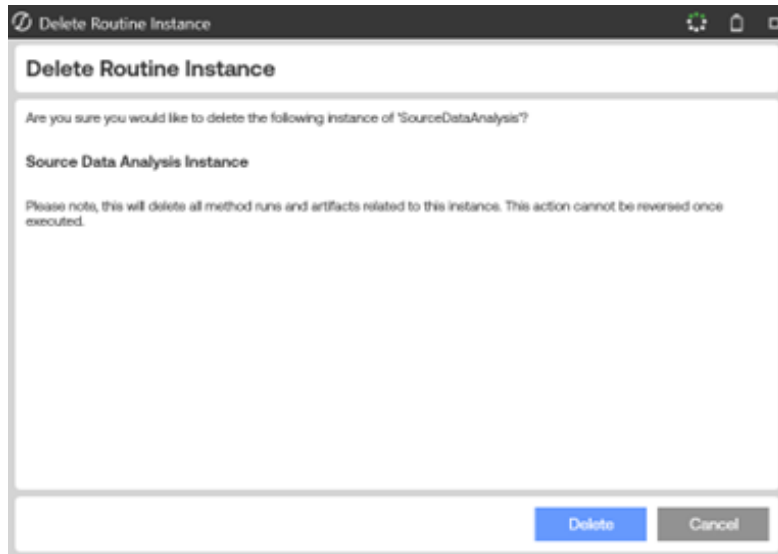 Delete Routine Instance
Delete Routine Instance
Are you sure you would like to delete the following instance of 'SourceDataAnalysis'?
Source Data Analysis Instance
Please note, this will delete all method runs and artifacts related to this instance. This action cannot be reversed once
executed.
Delete
Cancel